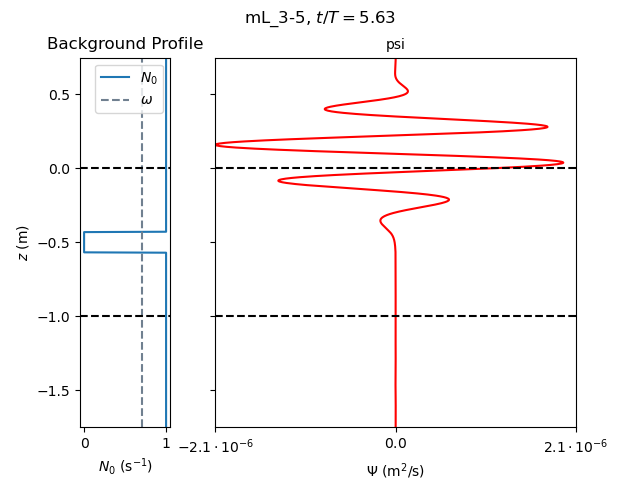 mL_3-5, t/T = 5.63
Background Profile
psi
N₀
ω
0.5
0.0
−0.5
−1.0
−1.5
z (m)
0 1
−2.1 · 10⁻⁶ 0.0 2.1 · 10⁻⁶
N₀ (s⁻¹)
Ψ (m²/s)